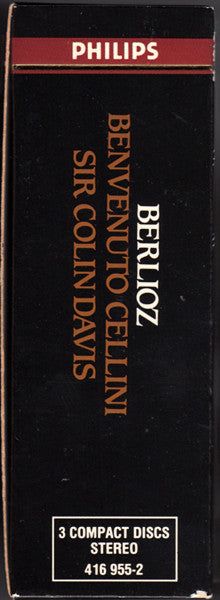 PHILIPS
BERLIOZ
BENVENUTO CELLINI
SIR COLIN DAVIS
3 COMPACT DISCS
STEREO
416 955-2